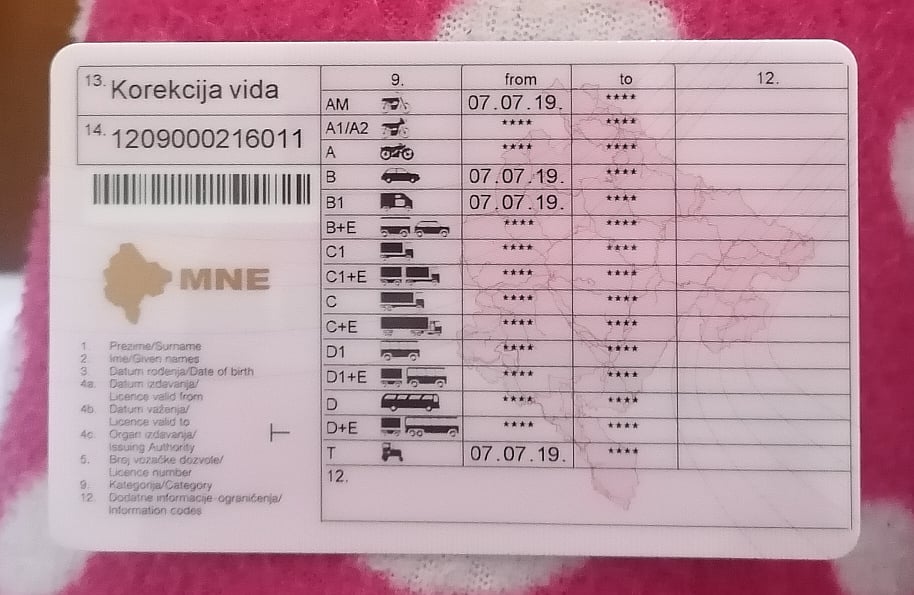 13. Korekcija vida
14. 1209000216011
MNE
1. Prezime/Surname
2. Ime/Given names
3. Datum rođenja/Date of birth
4a. Datum izdavanja/
Licence valid from
4b. Datum važenja/
Licence valid to
4c. Organ izdavanja/
Issuing Authority
5. Broj vozačke dozvole/
Licence number
9. Kategorija/Category
12. Dodatne informacije-ograničenja/
Information codes
9. from to 12.
AM 07.07.19. ****
A1/A2 **** ****
A **** ****
B 07.07.19. ****
B1 07.07.19. ****
B+E **** ****
C1 **** ****
C1+E **** ****
C **** ****
C+E **** ****
D1 **** ****
D1+E **** ****
D **** ****
D+E **** ****
T 07.07.19. ****
12.